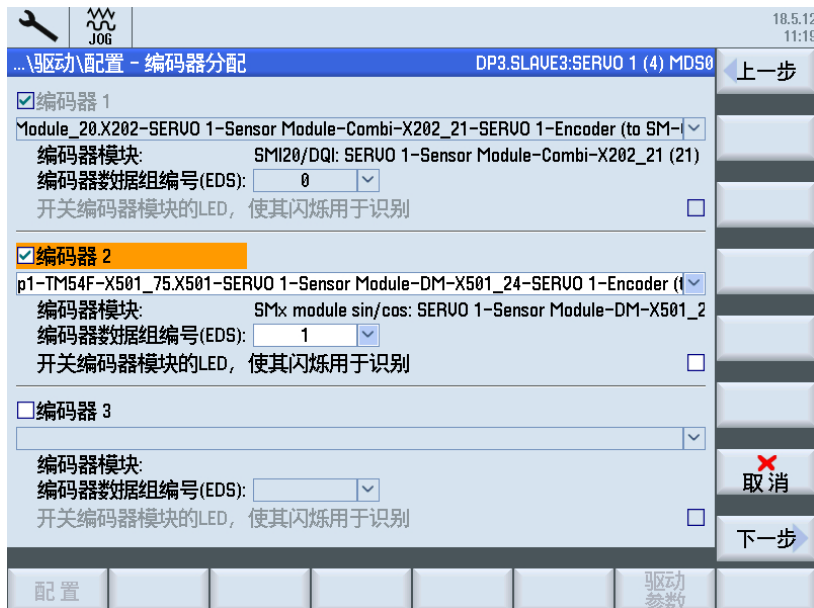 JOG
18.5.12
11:19
...\驱动\配置 - 编码器分配 DP3.SLAVE3:SERVO 1 (4) MDS0
上一步
编码器 1
Module_20.X202-SERVO 1-Sensor Module-Combi-X202_21-SERVO 1-Encoder (to SM-
编码器模块: SMI20/DQI: SERVO 1-Sensor Module-Combi-X202_21 (21)
编码器数据组编号(EDS): 0
开关编码器模块的LED, 使其闪烁用于识别
编码器 2
p1-TM54F-X501_75.X501-SERVO 1-Sensor Module-DM-X501_24-SERVO 1-Encoder (t
编码器模块: SMx module sin/cos: SERVO 1-Sensor Module-DM-X501_2
编码器数据组编号(EDS): 1
开关编码器模块的LED, 使其闪烁用于识别
编码器 3
编码器模块:
编码器数据组编号(EDS):
开关编码器模块的LED, 使其闪烁用于识别
取消
下一步
配置
驱动
参数